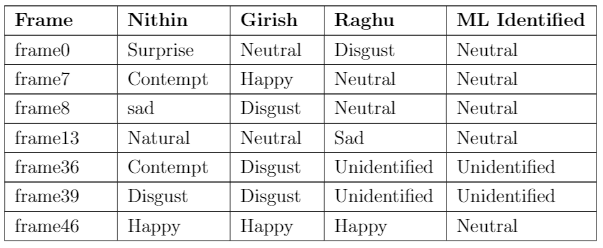 Frame Nithin Girish Raghu ML Identified
frame0 Surprise Neutral Disgust Neutral
frame7 Contempt Happy Neutral Neutral
frame8 sad Disgust Neutral Neutral
frame13 Natural Neutral Sad Neutral
frame36 Contempt Disgust Unidentified Unidentified
frame39 Disgust Disgust Unidentified Unidentified
frame46 Happy Happy Happy Neutral